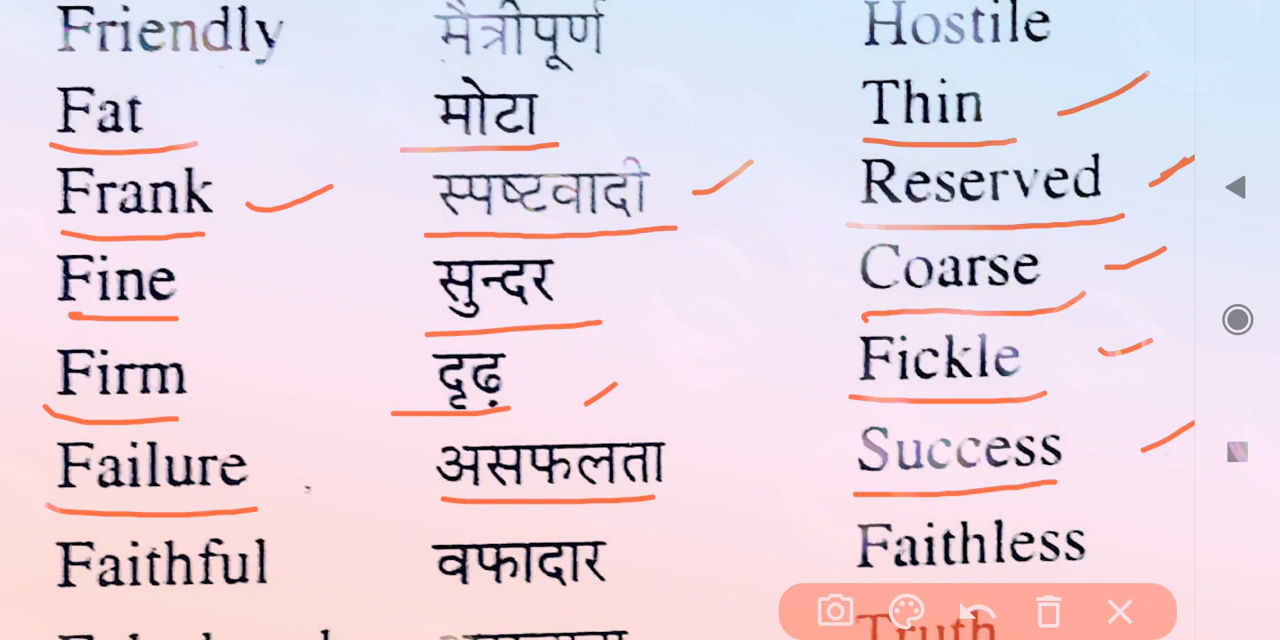 Friendly मैत्रीपूर्ण Hostile
Fat मोटा Thin
Frank स्पष्टवादी Reserved
Fine सुन्दर Coarse
Firm दृढ़ Fickle
Failure असफलता Success
Faithful वफादार Faithless
Truth